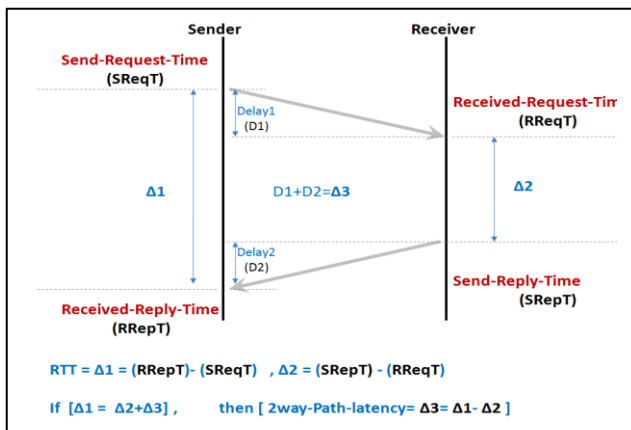 Sender Receiver
Send-Request-Time
(SReqT)
Received-Request-Tim
(RReqT)
Delay1
(D1)
Δ1
D1+D2=Δ3
Δ2
Delay2
(D2)
Received-Reply-Time
(RRepT)
Send-Reply-Time
(SRepT)
RTT = Δ1 = (RRepT)- (SReqT) , Δ2 = (SRepT) - (RReqT)
If [Δ1 = Δ2+Δ3] , then [ 2way-Path-latency= Δ3= Δ1- Δ2 ]